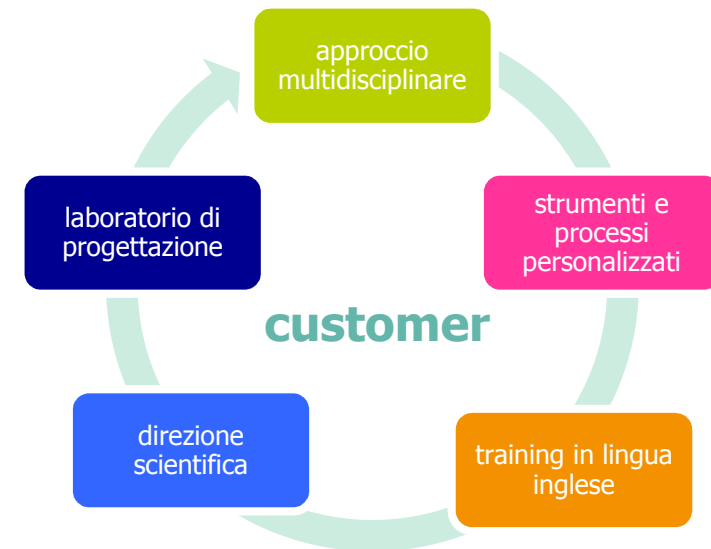 approccio
multidisciplinare
strumenti e
processi
personalizzati
training in lingua
inglese
direzione
scientifica
laboratorio di
progettazione
customer